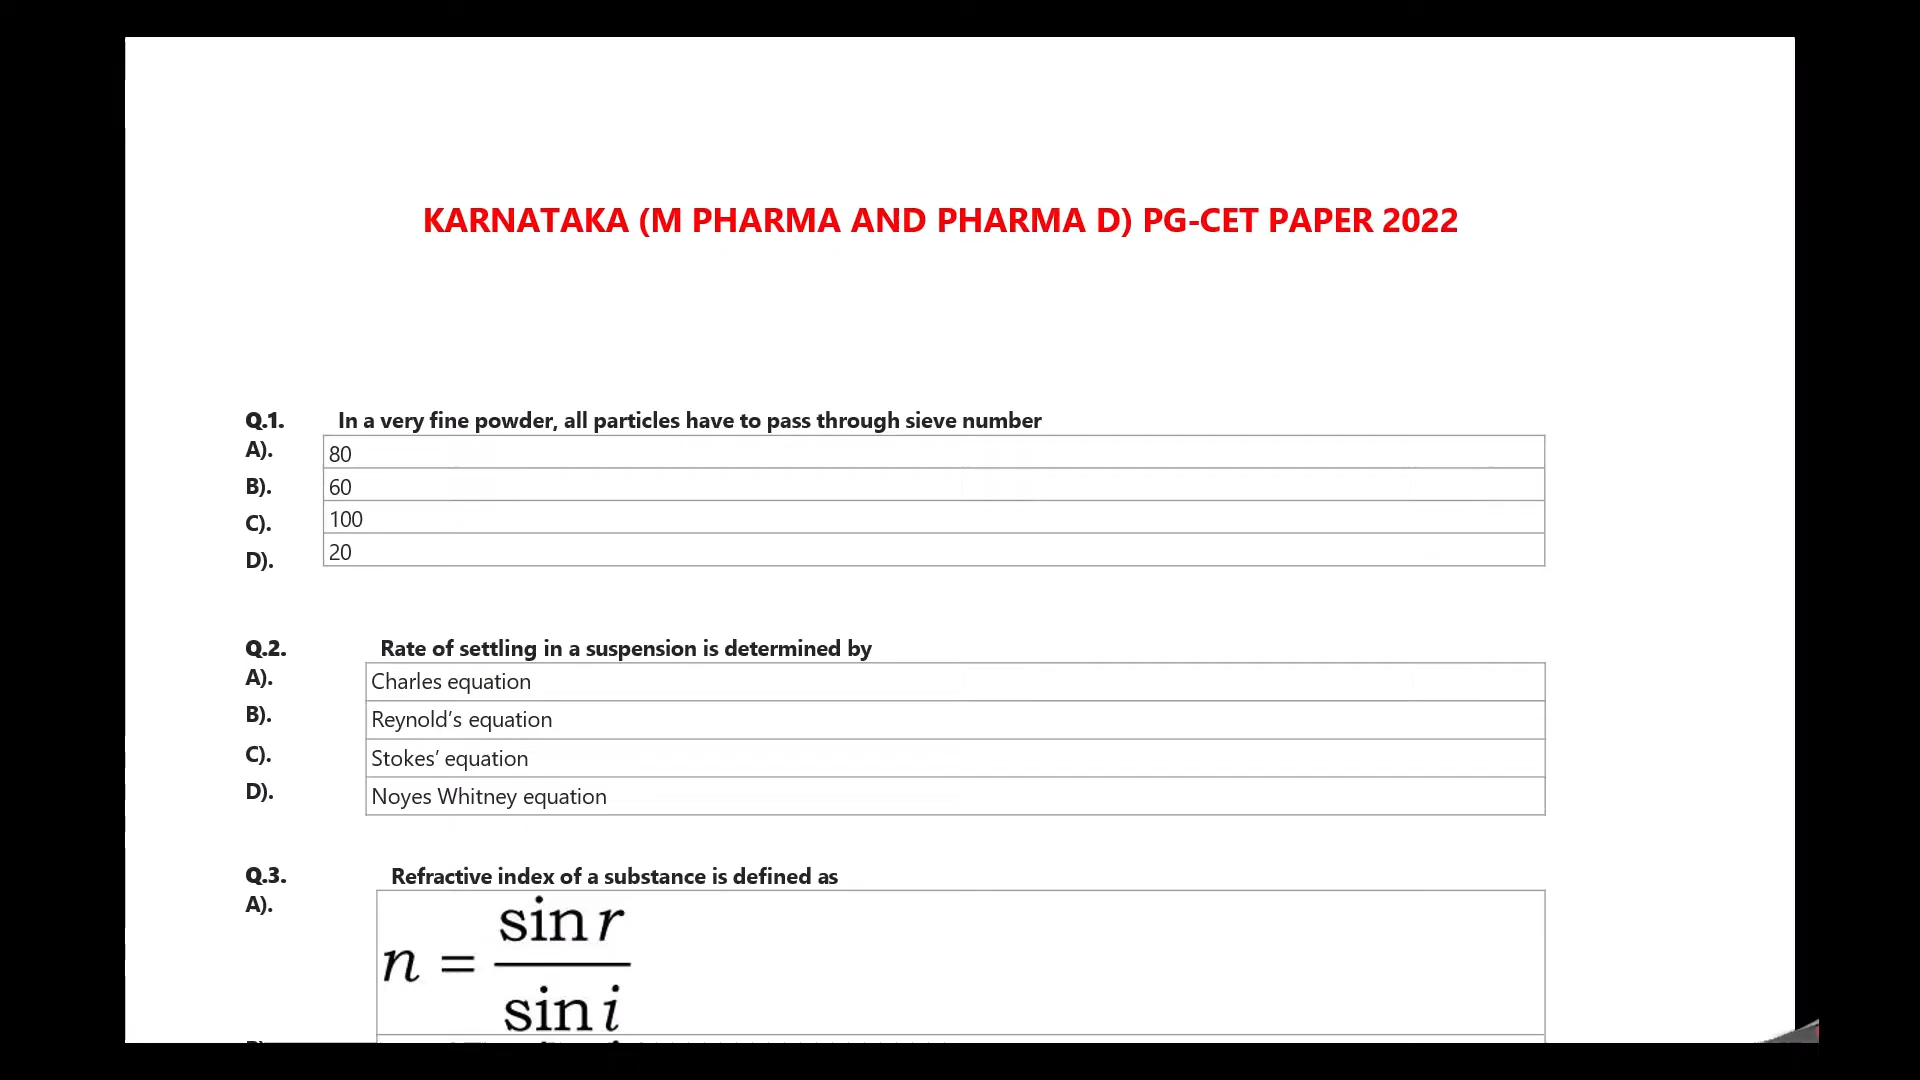 KARNATAKA (M PHARMA AND PHARMA D) PG-CET PAPER 2022
Q.1. In a very fine powder, all particles have to pass through sieve number
A). 80
B). 60
C). 100
D). 20
Q.2. Rate of settling in a suspension is determined by
A). Charles equation
B). Reynold’s equation
C). Stokes’ equation
D). Noyes Whitney equation
Q.3. Refractive index of a substance is defined as
A). n = sin r / sin i